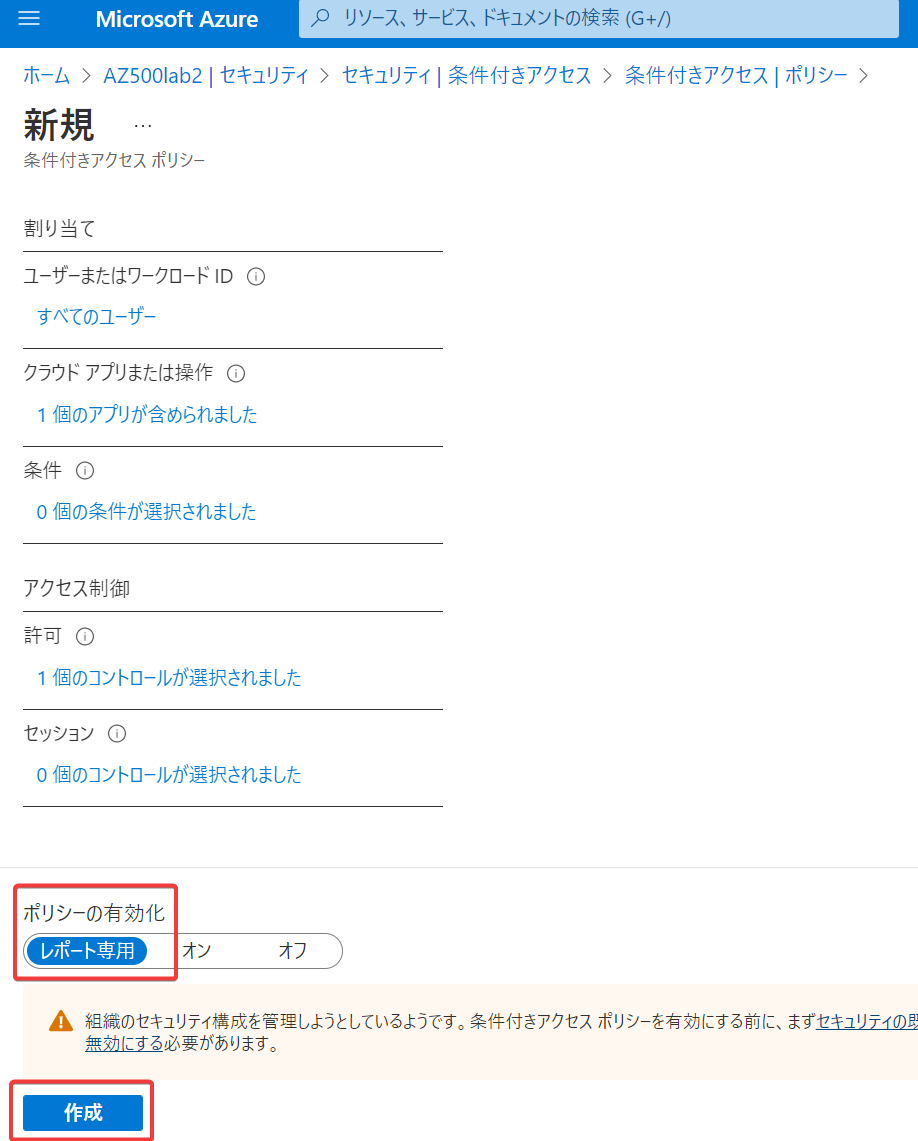 Microsoft Azure
リソース、サービス、ドキュメントの検索 (G+/)
ホーム > AZ500lab2 | セキュリティ > セキュリティ | 条件付きアクセス > 条件付きアクセス | ポリシー >
新規 …
条件付きアクセス ポリシー
割り当て
ユーザーまたはワークロード ID
すべてのユーザー
クラウド アプリまたは操作
1 個のアプリが含められました
条件
0 個の条件が選択されました
アクセス制御
許可
1 個のコントロールが選択されました
セッション
0 個のコントロールが選択されました
ポリシーの有効化
レポート専用 オン オフ
組織のセキュリティ構成を管理しようとしているようです。条件付きアクセス ポリシーを有効にする前に、まずセキュリティの既
無効にする必要があります。
作成